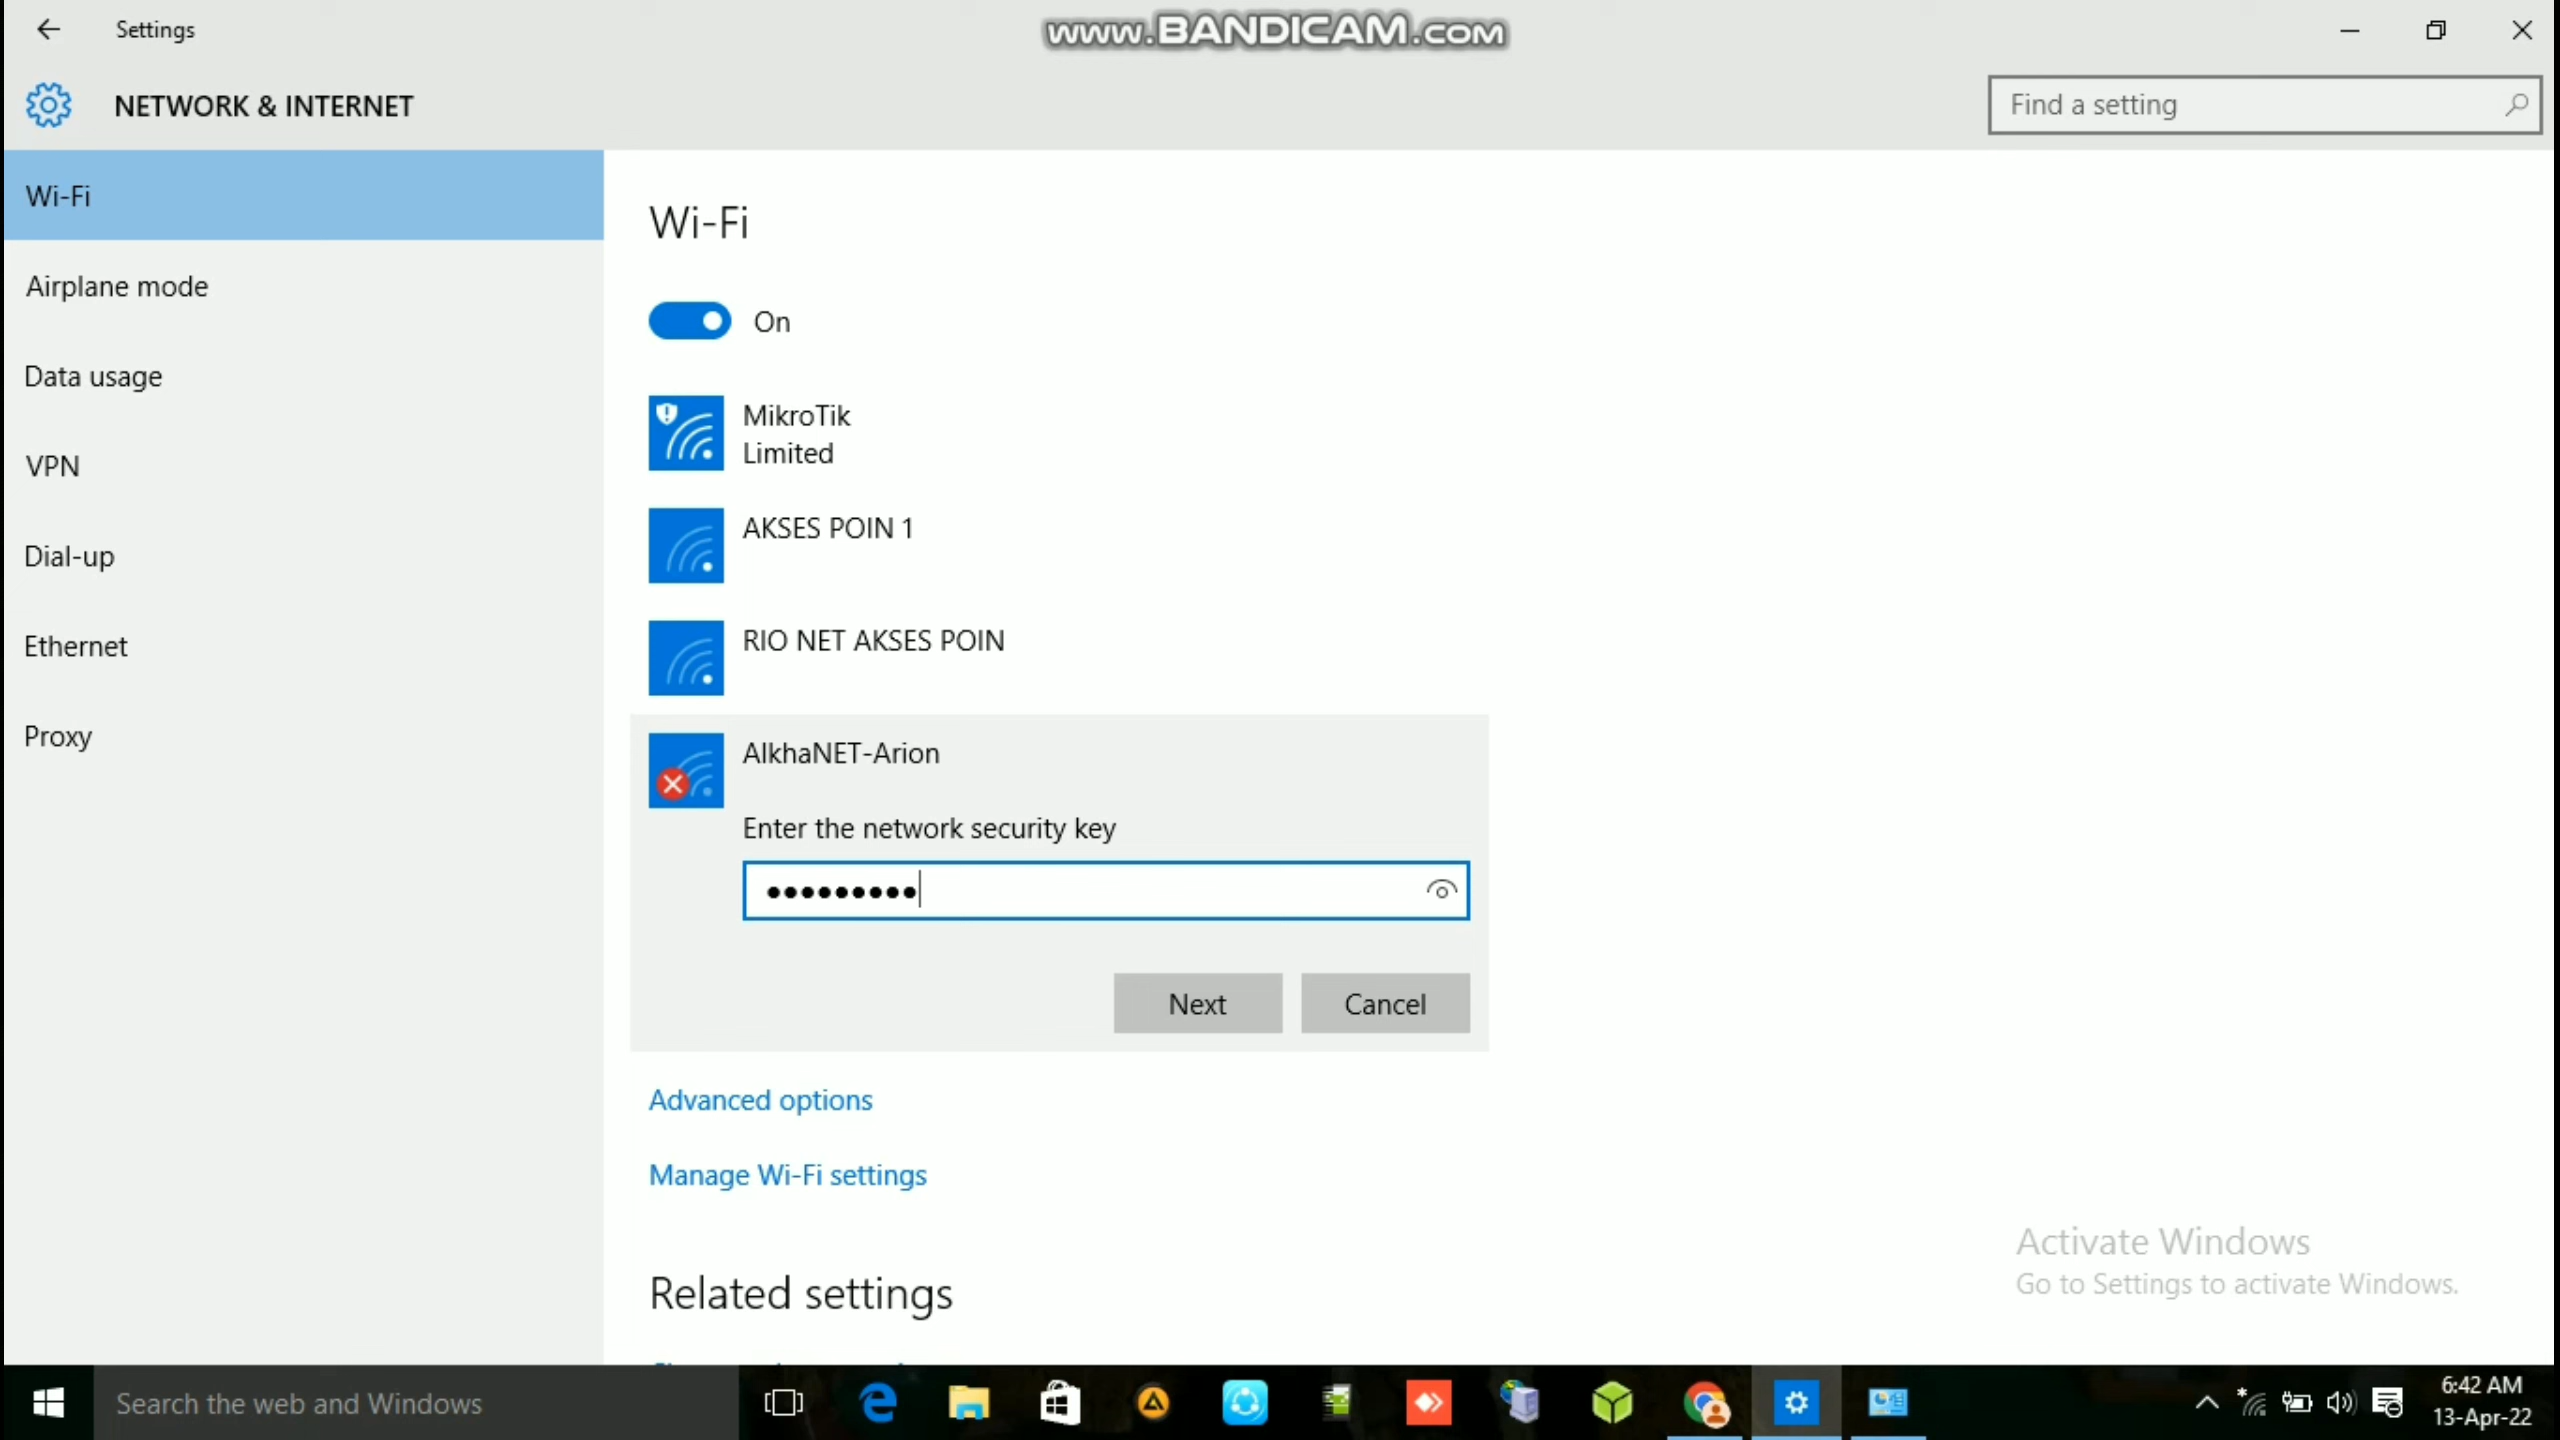 Settings
www.BANDICAM.com
NETWORK & INTERNET
Find a setting
Wi-Fi
Airplane mode
Data usage
VPN
Dial-up
Ethernet
Proxy
Wi-Fi
On
MikroTik
Limited
AKSES POIN 1
RIO NET AKSES POIN
AlkhaNET-Arion
Enter the network security key
Next
Cancel
Advanced options
Manage Wi-Fi settings
Related settings
Activate Windows
Go to Settings to activate Windows.
Search the web and Windows
6:42 AM
13-Apr-22